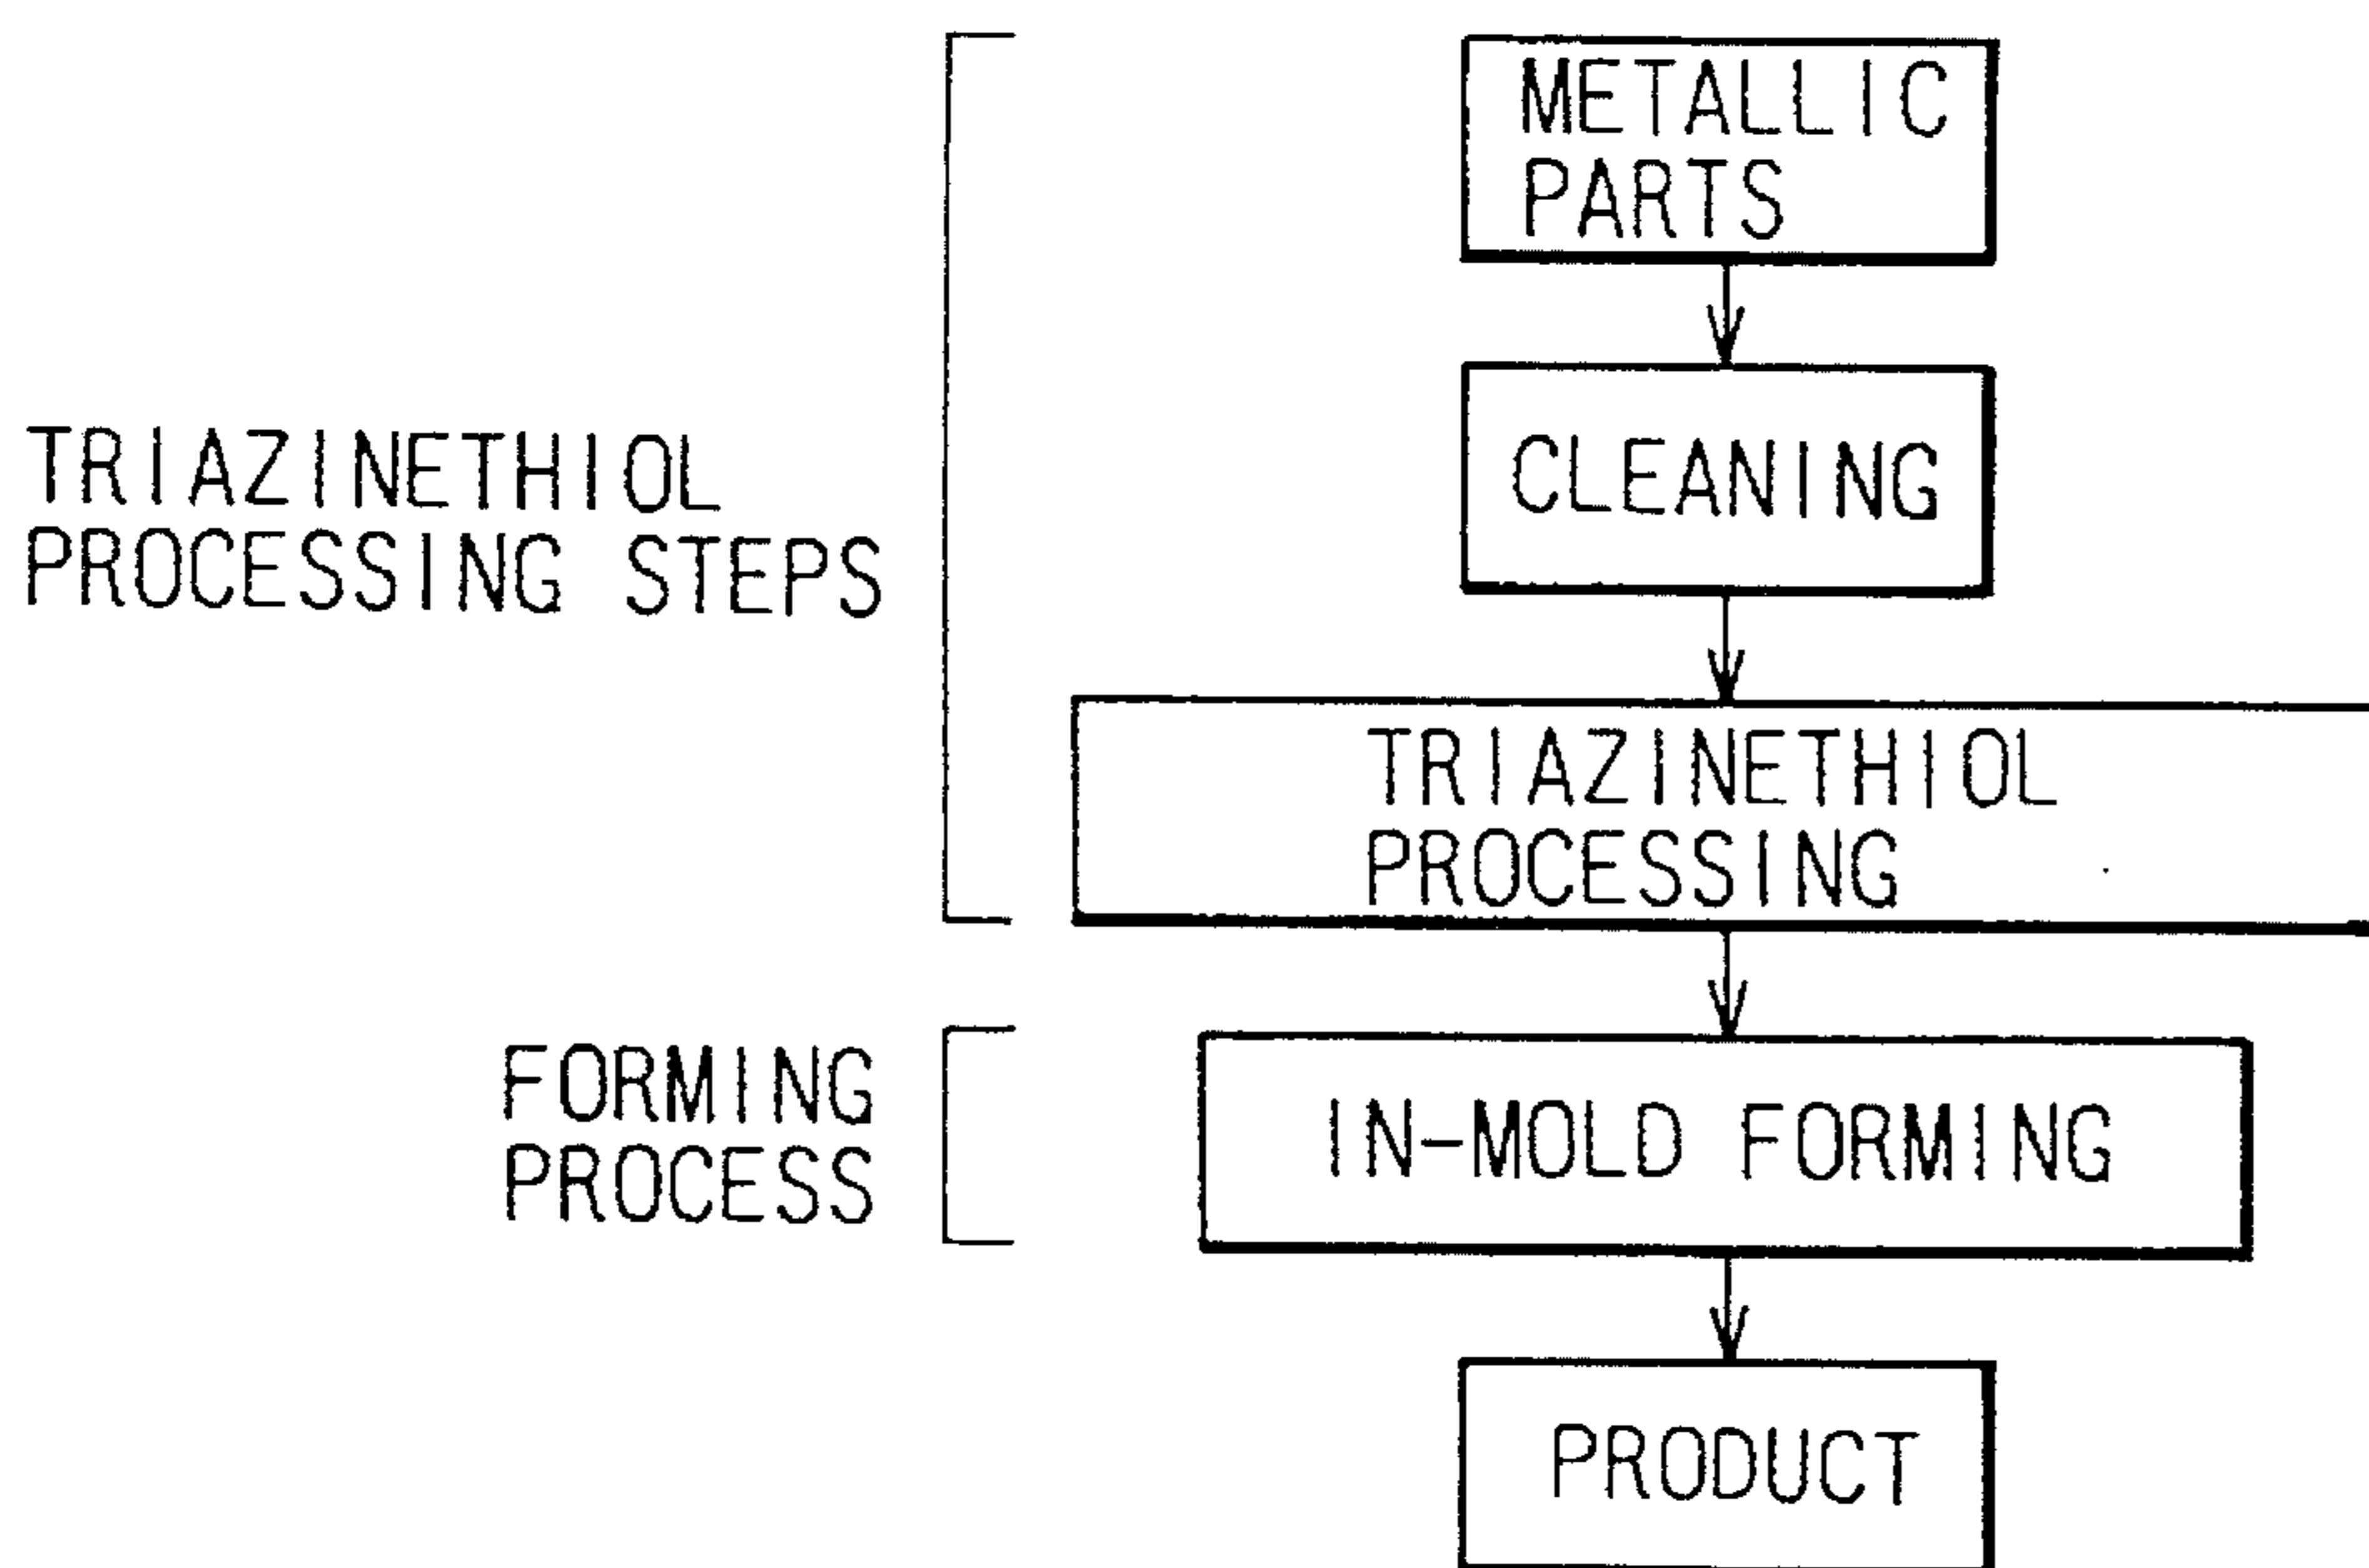 METALLIC
PARTS
CLEANING
TRIAZINETHIOL
PROCESSING STEPS
TRIAZINETHIOL
PROCESSING
FORMING
PROCESS
IN-MOLD FORMING
PRODUCT